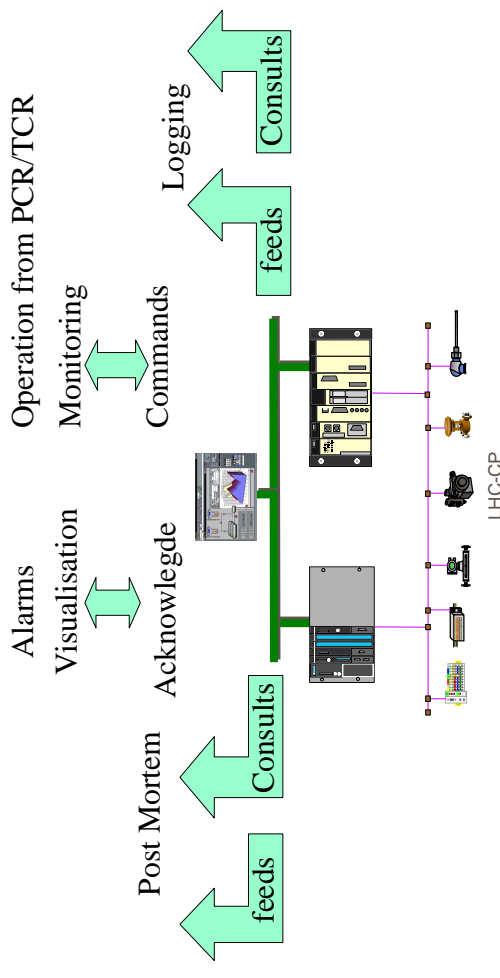 Alarms
Visualisation
Acknowlegde
Operation from PCR/TCR
Monitoring
Commands
Post Mortem
feeds
Consults
Logging
feeds
Consults
LHC-CP